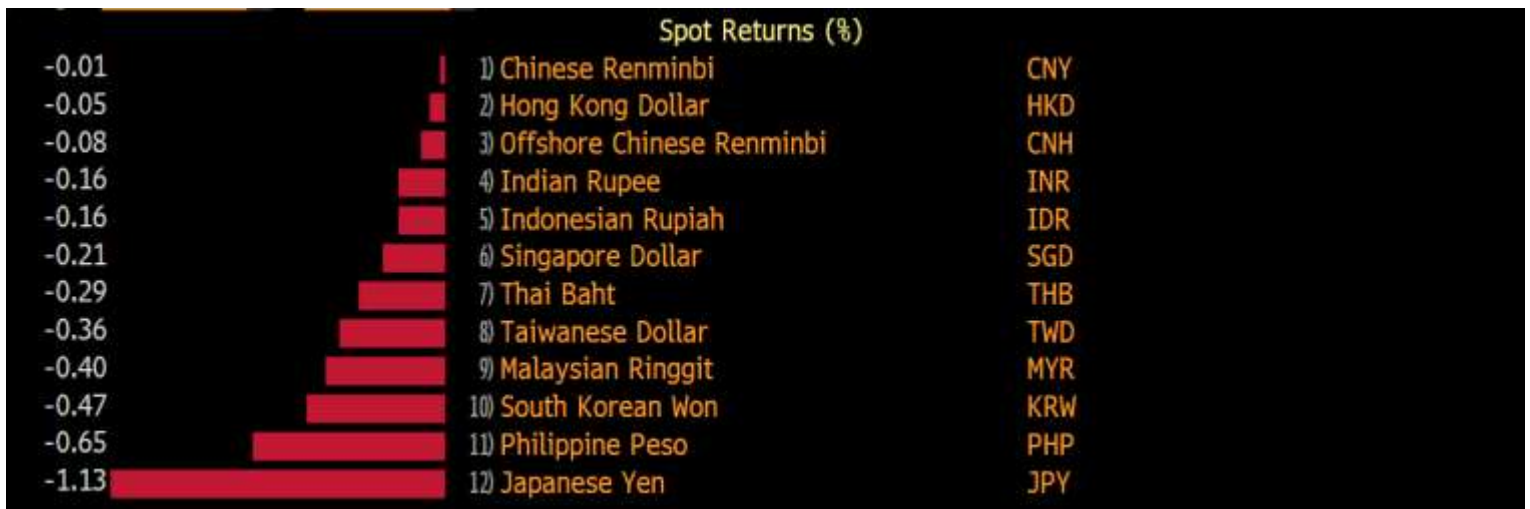 Spot Returns (%)
-0.01 1) Chinese Renminbi CNY
-0.05 2) Hong Kong Dollar HKD
-0.08 3) Offshore Chinese Renminbi CNH
-0.16 4) Indian Rupee INR
-0.16 5) Indonesian Rupiah IDR
-0.21 6) Singapore Dollar SGD
-0.29 7) Thai Baht THB
-0.36 8) Taiwanese Dollar TWD
-0.40 9) Malaysian Ringgit MYR
-0.47 10) South Korean Won KRW
-0.65 11) Philippine Peso PHP
-1.13 12) Japanese Yen JPY